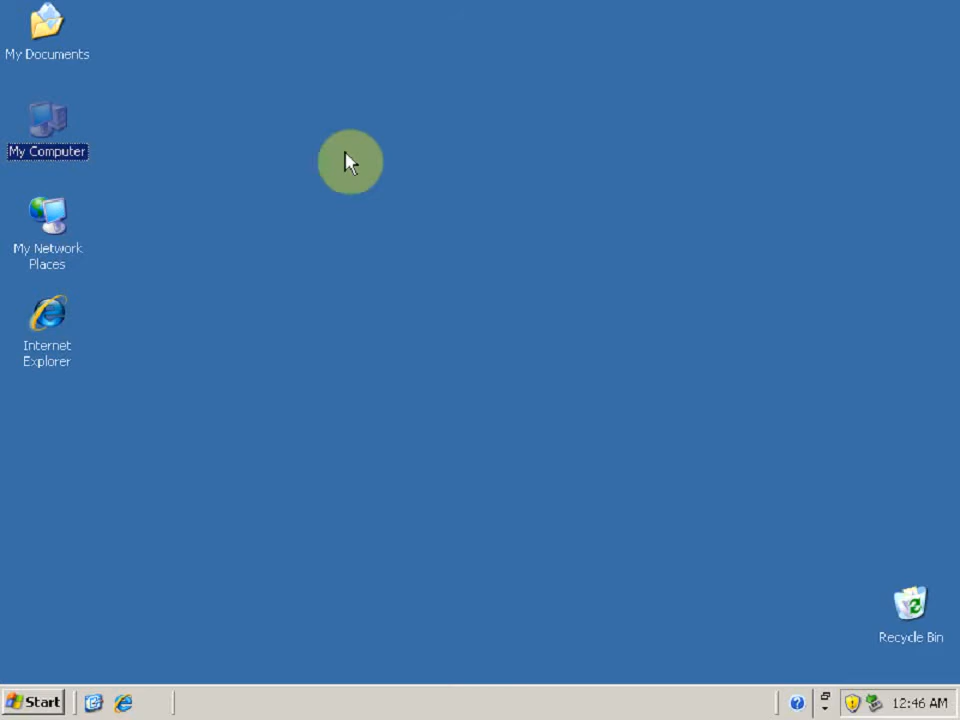 My Documents
My Computer
My Network
Places
Internet
Explorer
Recycle Bin
Start
12:46 AM